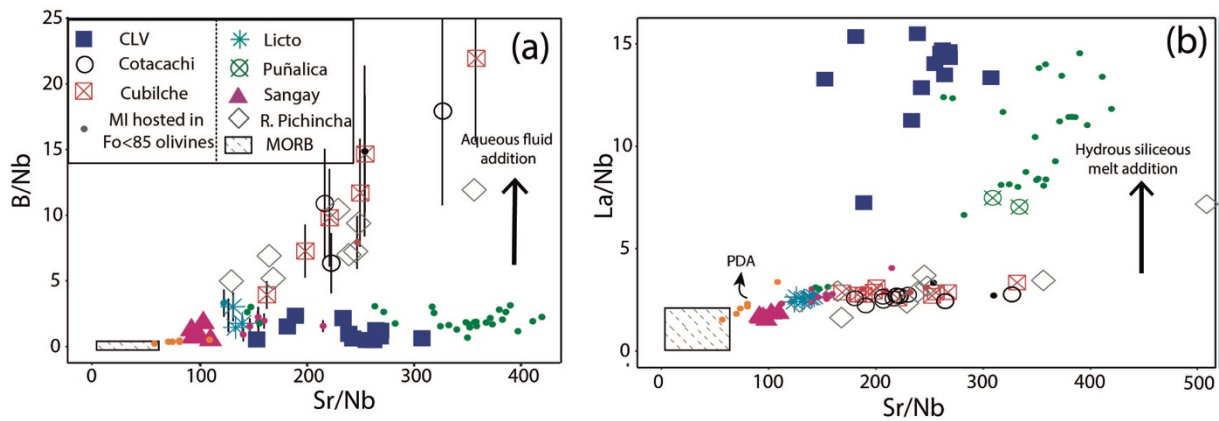 (a)
25
20
15
10
5
0
B/Nb
CLV
Cotacachi
Cubilche
MI hosted in
Fo<85 olivines
Licto
Puñalica
Sangay
R. Pichincha
MORB
Aqueous fluid
addition
0
100
200
300
400
Sr/Nb
(b)
15
10
5
0
La/Nb
Hydrous siliceous
melt addition
PDA
0
100
200
300
400
500
Sr/Nb